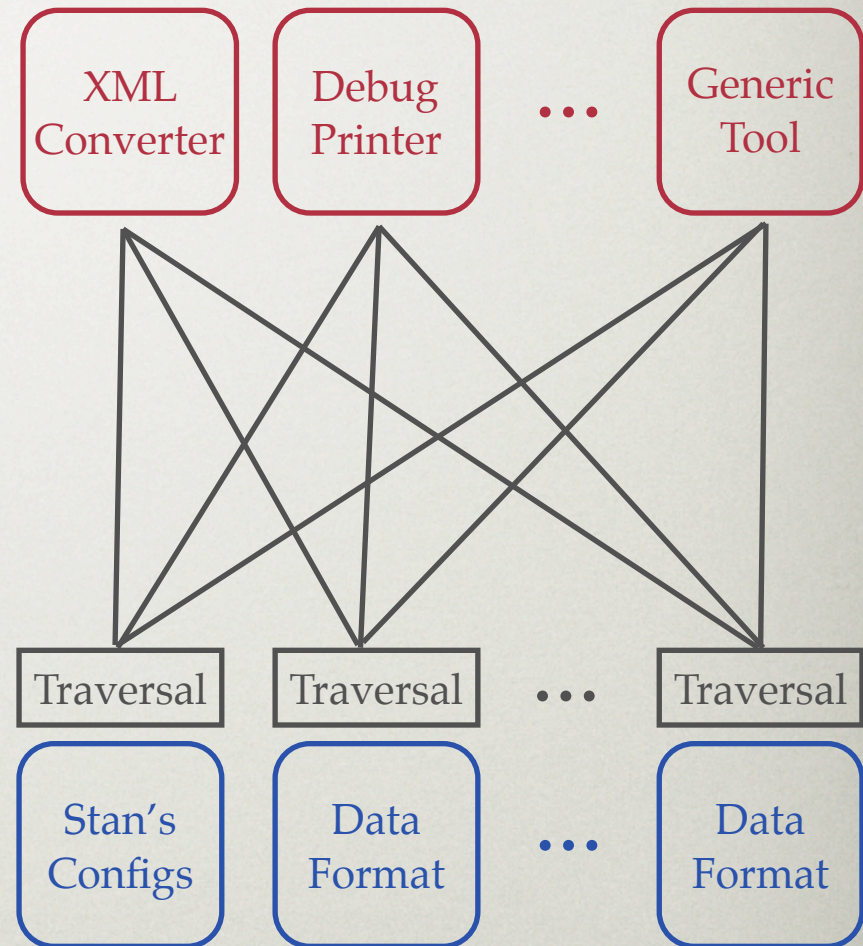 XML
Converter
Debug
Printer
...
Generic
Tool
Traversal
Traversal
...
Traversal
Stan's
Configs
Data
Format
...
Data
Format